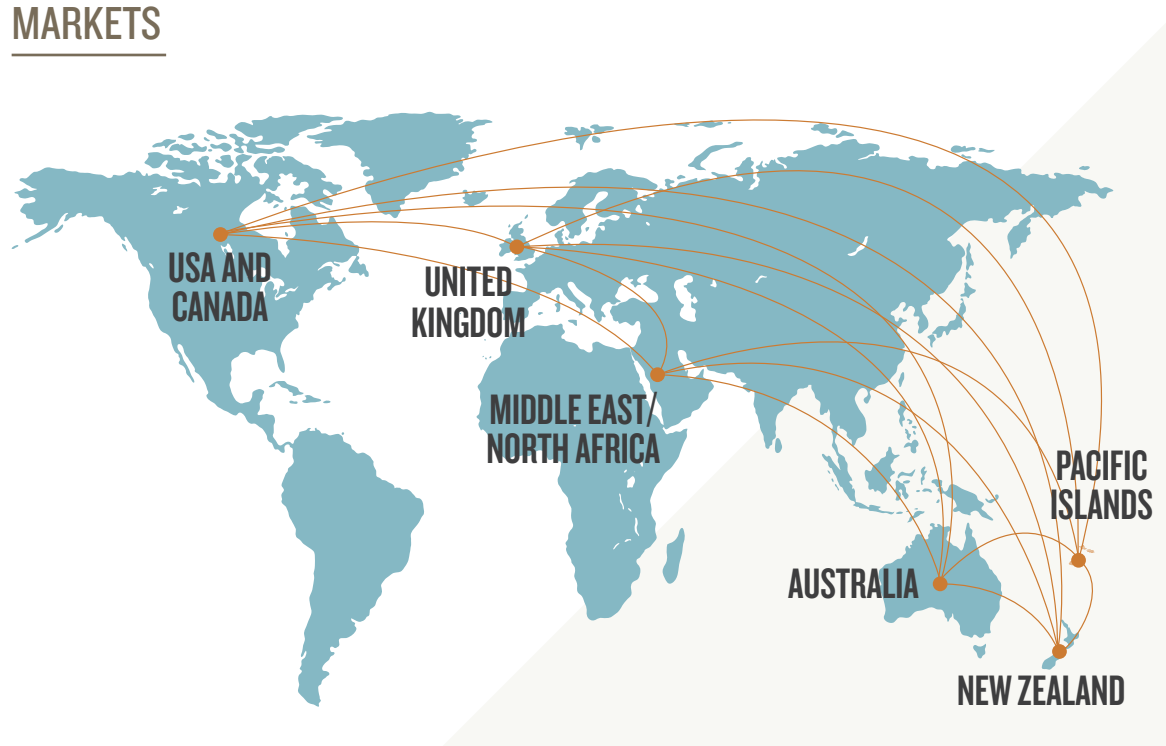 MARKETS
USA AND
CANADA
UNITED
KINGDOM
MIDDLE EAST/
NORTH AFRICA
PACIFIC
ISLANDS
AUSTRALIA
NEW ZEALAND